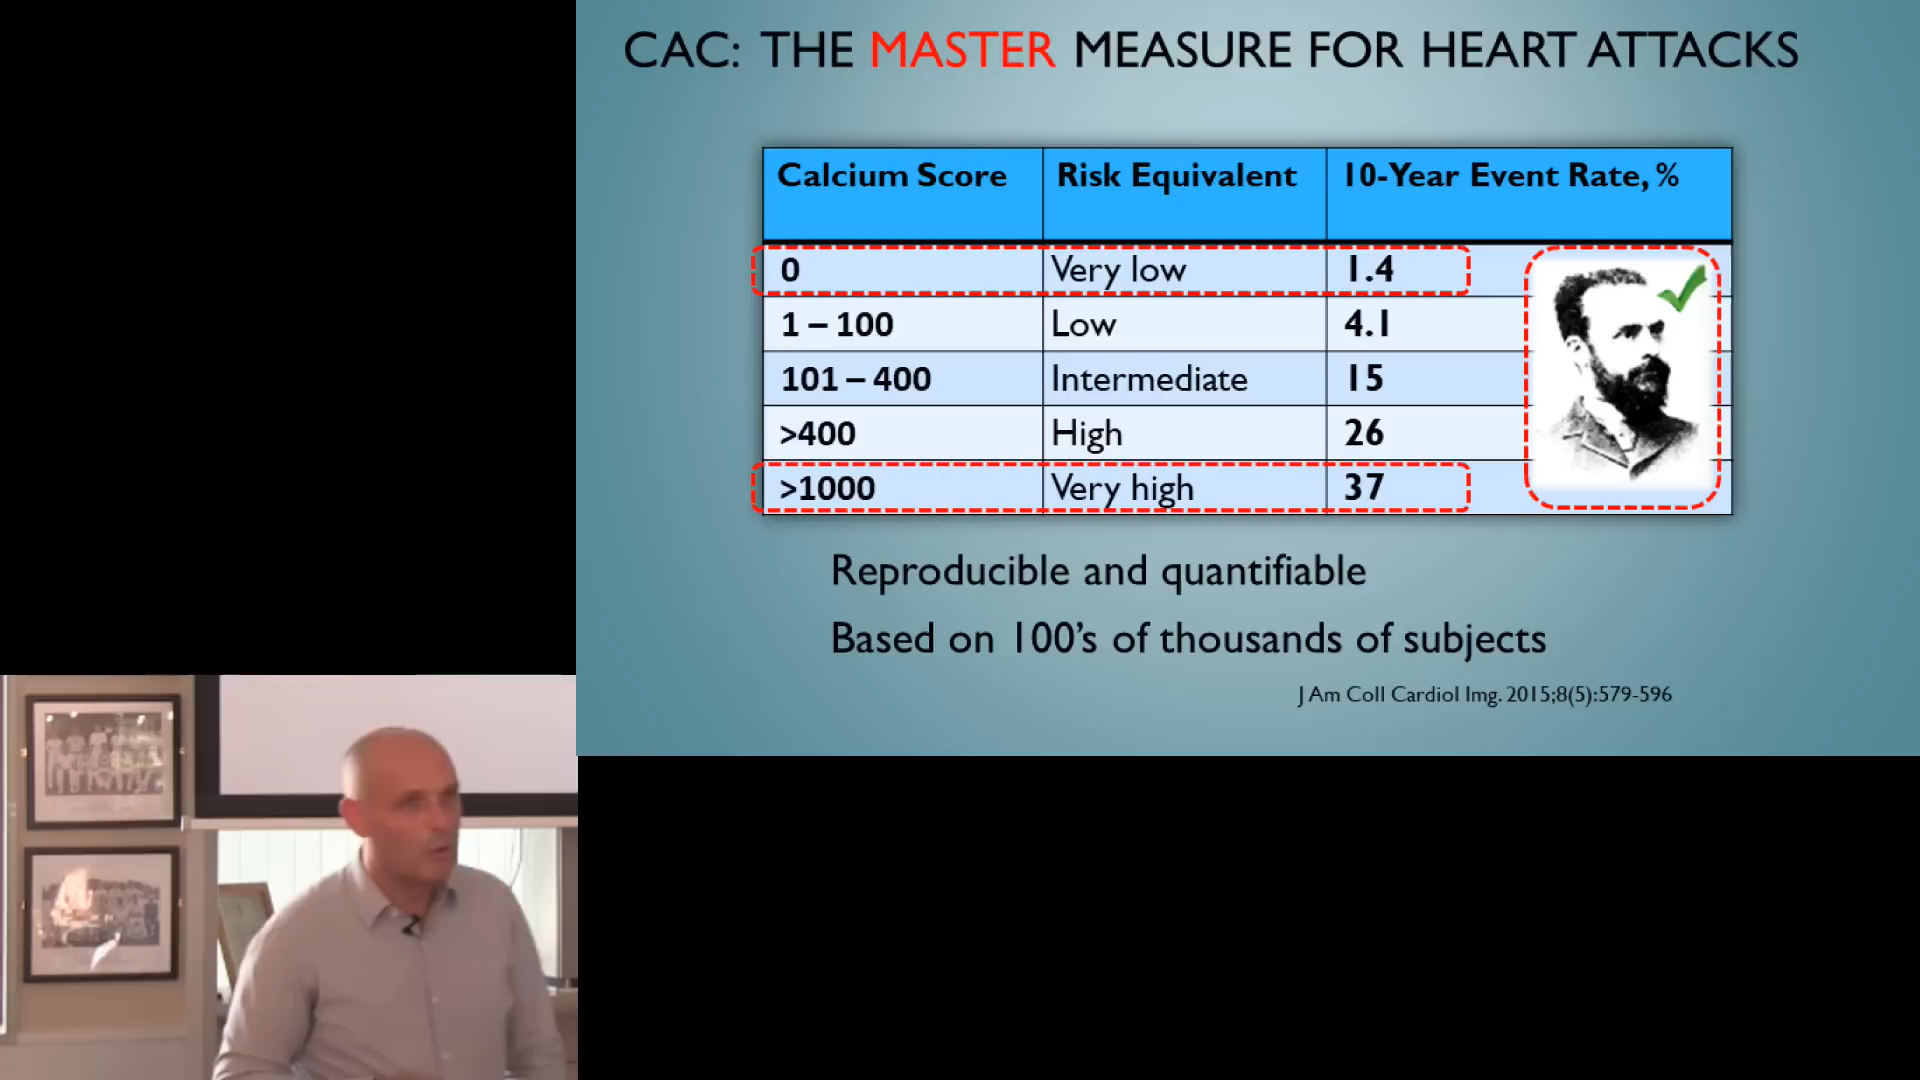 CAC: THE MASTER MEASURE FOR HEART ATTACKS
Calcium Score Risk Equivalent 10-Year Event Rate, %
0 Very low 1.4
1 – 100 Low 4.1
101 – 400 Intermediate 15
>400 High 26
>1000 Very high 37
Reproducible and quantifiable
Based on 100's of thousands of subjects
J Am Coll Cardiol Img. 2015;8(5):579-596